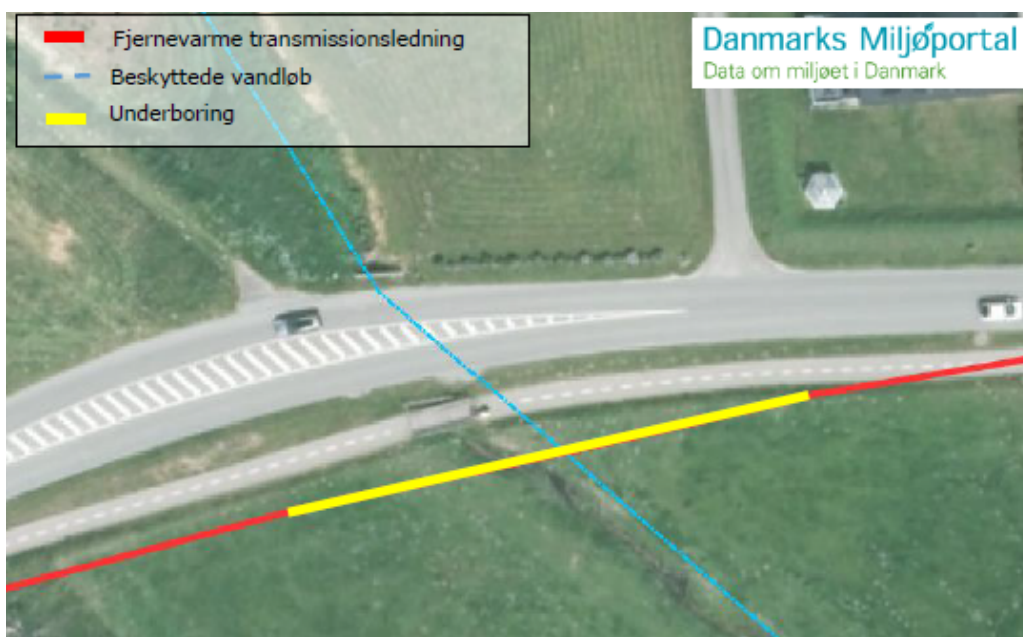 Fjernevarme transmissionsledning
Beskyttede vandløb
Underboring
Danmarks Miljøportal
Data om miljøet i Danmark